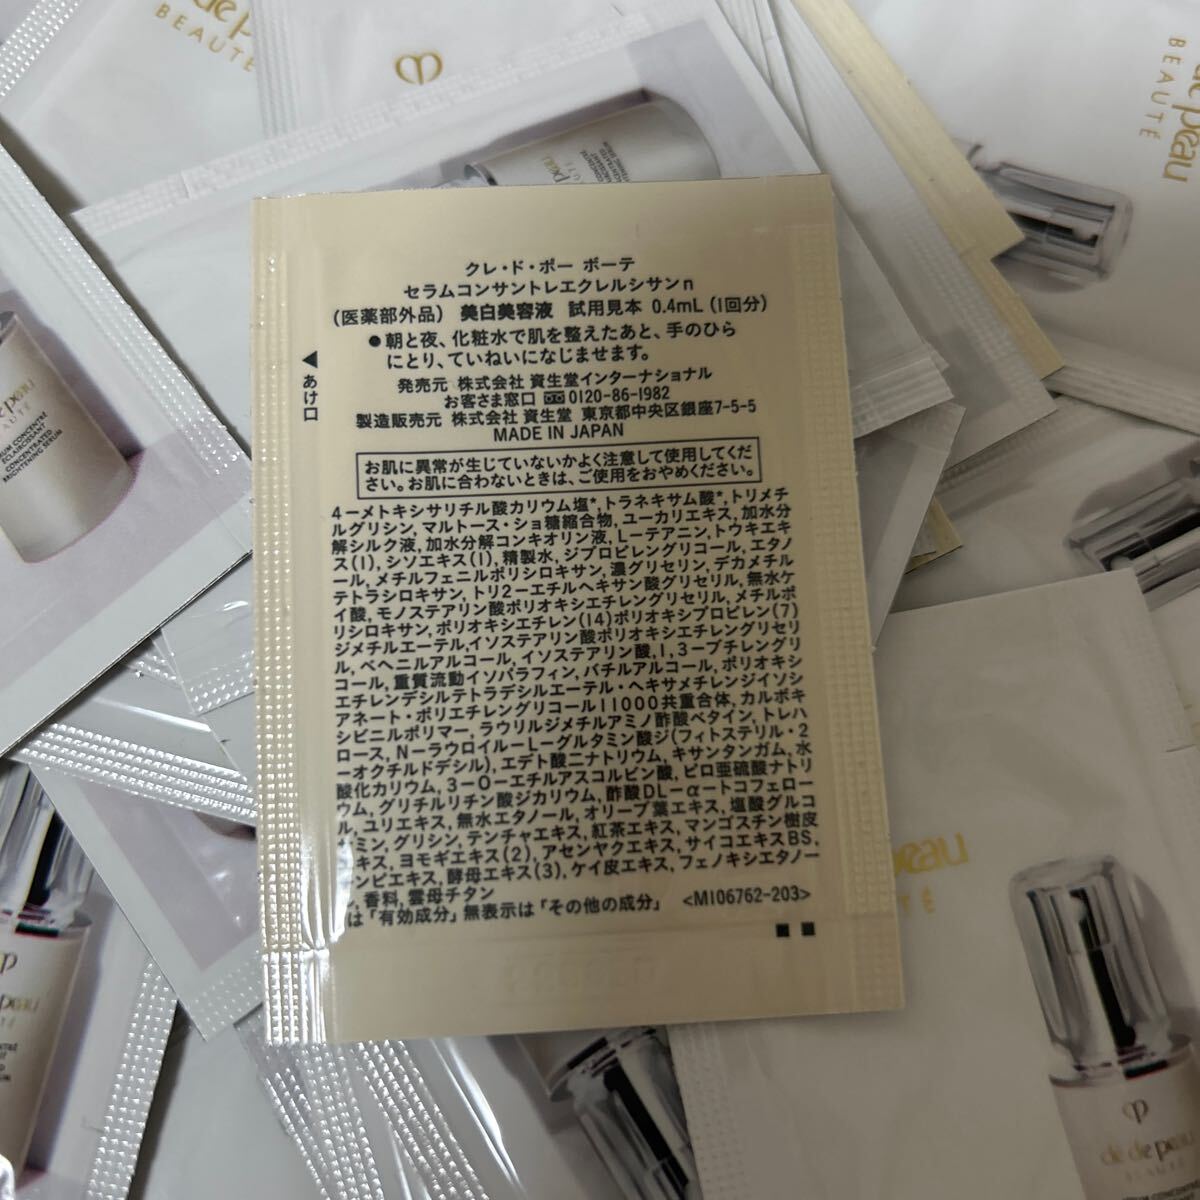 クレ・ド・ポー ボーテ
セラムコンサントレエクレルシサンn
(医薬部外品) 美白美容液 試用見本 0.4mL (1回分)
●朝と夜、化粧水で肌を整えたあと、手のひら
にとり、ていねいになじませます。
あけ口
発売元 株式会社 資生堂インターナショナル
お客さま窓口 0120-86-1982
製造販売元 株式会社 資生堂 東京都中央区銀座7-5-5
MADE IN JAPAN
お肌に異常が生じていないかよく注意して使用してくだ
さい。お肌に合わないときは、ご使用をおやめください。
4-メトキシサリチル酸カリウム塩*,トラネキサム酸*,トリメチ
ルグリシン,マルトース・ショ糖縮合物,ユーカリエキス,加水分
解シルク液,加水分解コンキオリン液,L-テアニン,トウキエキ
ス(1),シソエキス(1),精製水,ジプロピレングリコール,エタノ
ール,メチルフェニルポリシロキサン,濃グリセリン,デカメチル
テトラシロキサン,トリ2-エチルヘキサン酸グリセリル,無水ケ
イ酸,モノステアリン酸ポリオキシエチレングリセリル,メチルポ
リシロキサン,ポリオキシエチレン(14)ポリオキシプロピレン(7)
ジメチルエーテル,イソステアリン酸ポリオキシエチレングリセリ
ル,ベヘニルアルコール,イソステアリン酸,1,3-ブチレングリ
コール,重質流動イソパラフィン,バチルアルコール,ポリオキシ
エチレンデシルテトラデシルエーテル・ヘキサメチレンジイソシ
アネート・ポリエチレングリコール11000共重合体,カルボキ
シビニルポリマー,ラウリルジメチルアミノ酢酸ベタイン,トレハ
ロース,N-ラウロイル-L-グルタミン酸ジ(フィトステリル・2
-オクチルドデシル),エデト酸二ナトリウム,キサンタンガム,水
酸化カリウム,3-O-エチルアスコルビン酸,ピロ亜硫酸ナトリ
ウム,グリチルリチン酸ジカリウム,酢酸DL-α-トコフェロー
ル,ユリエキス,無水エタノール,オリーブ葉エキス,塩酸グルコ
サミン,グリシン,テンチャエキス,紅茶エキス,マンゴスチン樹皮
エキス,ヨモギエキス(2),アセンヤクエキス,サイコエキスBS,
ンピエキス,酵母エキス(3),ケイ皮エキス,フェノキシエタノー
,香料,雲母チタン
は「有効成分」無表示は「その他の成分」 <MI06762-203>
de peau
BEAUTÉ